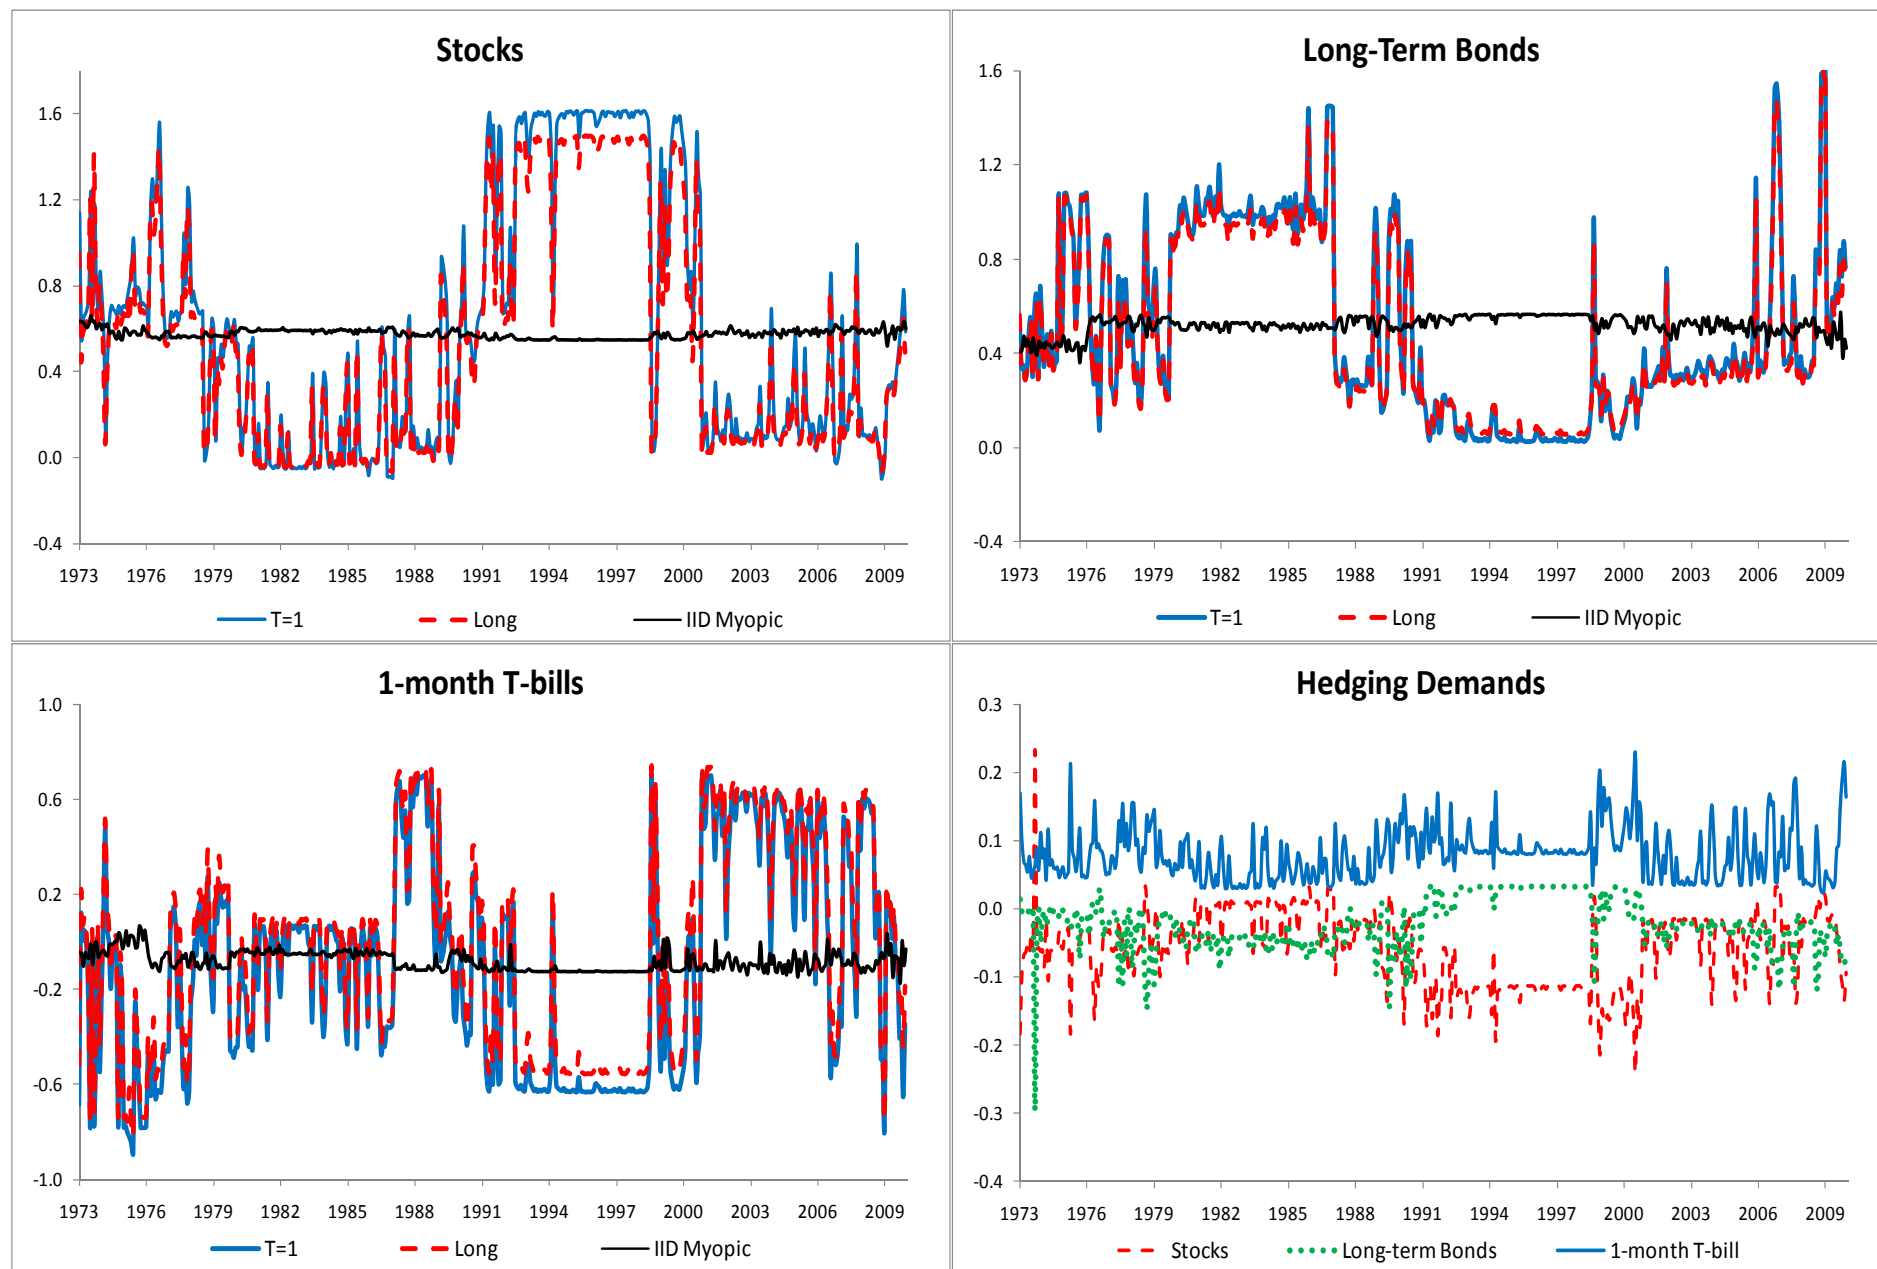 Stocks
1.6
1.2
0.8
0.4
0.0
-0.4
1973 1976 1979 1982 1985 1988 1991 1994 1997 2000 2003 2006 2009
T=1 Long IID Myopic
Long-Term Bonds
1.6
1.2
0.8
0.4
0.0
-0.4
1973 1976 1979 1982 1985 1988 1991 1994 1997 2000 2003 2006 2009
T=1 Long IID Myopic
1-month T-bills
1.0
0.6
0.2
-0.2
-0.6
-1.0
1973 1976 1979 1982 1985 1988 1991 1994 1997 2000 2003 2006 2009
T=1 Long IID Myopic
Hedging Demands
0.3
0.2
0.1
0.0
-0.1
-0.2
-0.3
-0.4
1973 1976 1979 1982 1985 1988 1991 1994 1997 2000 2003 2006 2009
Stocks Long-term Bonds 1-month T-bill